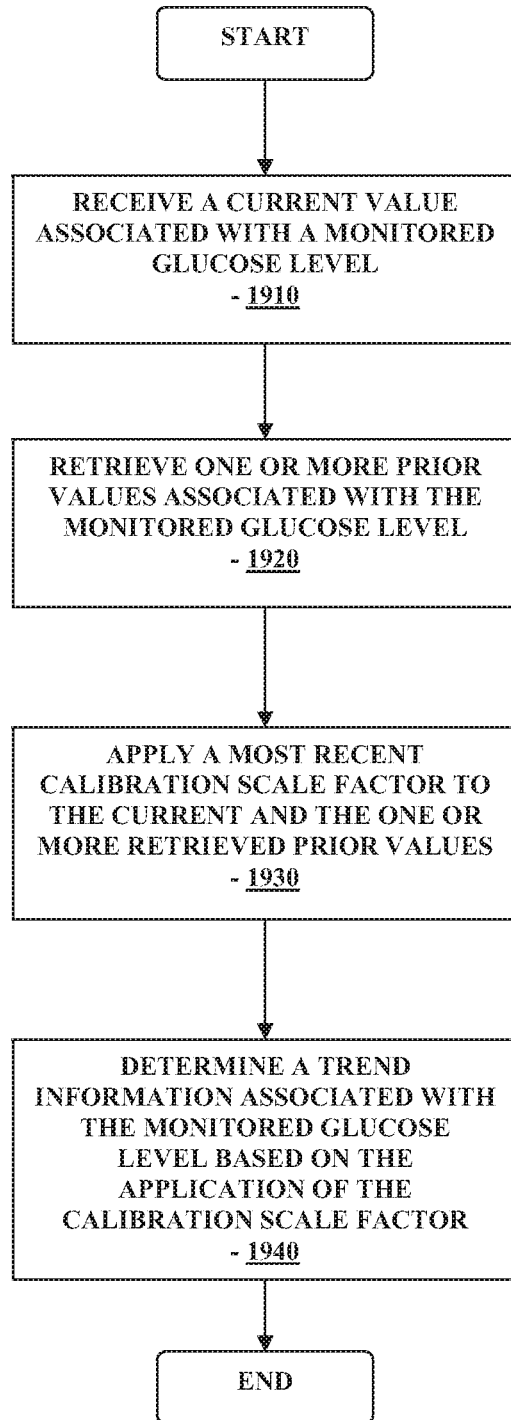 START
RECEIVE A CURRENT VALUE
ASSOCIATED WITH A MONITORED
GLUCOSE LEVEL
- 1910
RETRIEVE ONE OR MORE PRIOR
VALUES ASSOCIATED WITH THE
MONITORED GLUCOSE LEVEL
- 1920
APPLY A MOST RECENT
CALIBRATION SCALE FACTOR TO
THE CURRENT AND THE ONE OR
MORE RETRIEVED PRIOR VALUES
- 1930
DETERMINE A TREND
INFORMATION ASSOCIATED WITH
THE MONITORED GLUCOSE
LEVEL BASED ON THE
APPLICATION OF THE
CALIBRATION SCALE FACTOR
- 1940
END